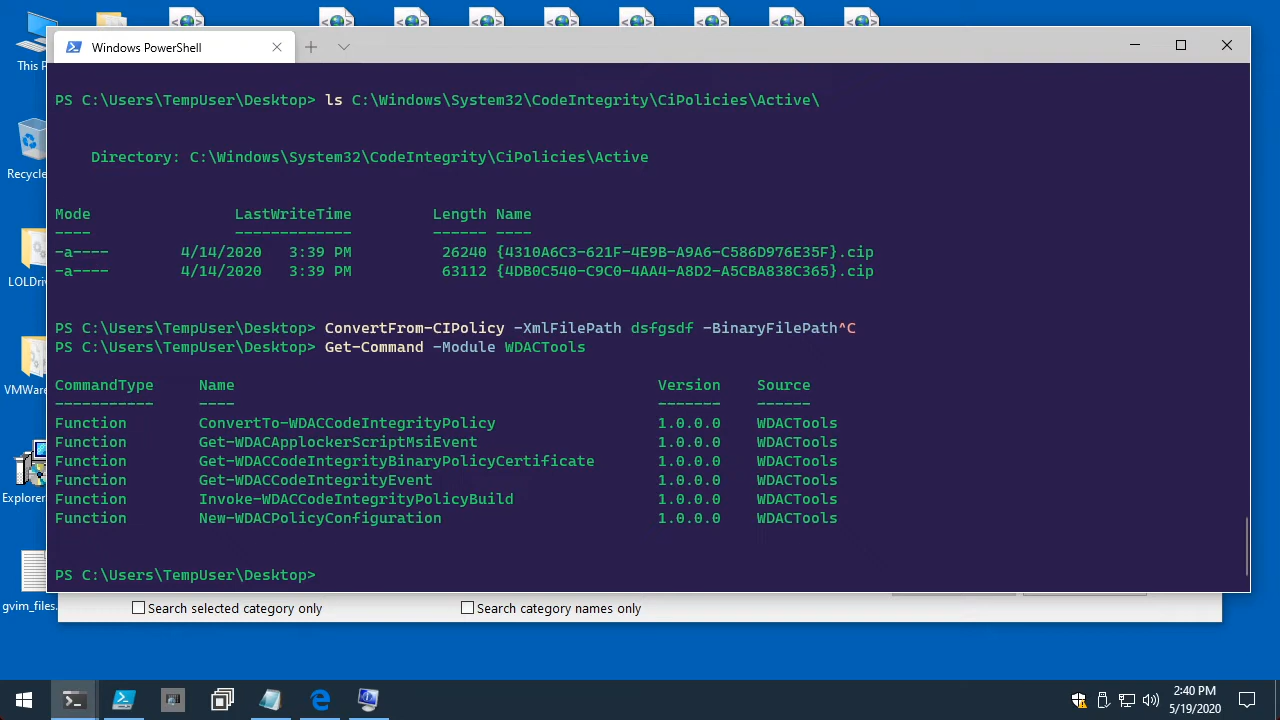 Windows PowerShell
This P
Recycle
LOLDriv
VMWare
Explorer
gvim_files.
PS C:\Users\TempUser\Desktop> ls C:\Windows\System32\CodeIntegrity\CiPolicies\Active\
Directory: C:\Windows\System32\CodeIntegrity\CiPolicies\Active
Mode LastWriteTime Length Name
---- ------------- ------ ----
-a---- 4/14/2020 3:39 PM 26240 {4310A6C3-621F-4E9B-A9A6-C586D976E35F}.cip
-a---- 4/14/2020 3:39 PM 63112 {4DB0C540-C9C0-4AA4-A8D2-A5CBA838C365}.cip
PS C:\Users\TempUser\Desktop> ConvertFrom-CIPolicy -XmlFilePath dsfgsdf -BinaryFilePath^C
PS C:\Users\TempUser\Desktop> Get-Command -Module WDACTools
CommandType Name Version Source
----------- ---- ------- ------
Function ConvertTo-WDACCodeIntegrityPolicy 1.0.0.0 WDACTools
Function Get-WDACApplockerScriptMsiEvent 1.0.0.0 WDACTools
Function Get-WDACCodeIntegrityBinaryPolicyCertificate 1.0.0.0 WDACTools
Function Get-WDACCodeIntegrityEvent 1.0.0.0 WDACTools
Function Invoke-WDACCodeIntegrityPolicyBuild 1.0.0.0 WDACTools
Function New-WDACPolicyConfiguration 1.0.0.0 WDACTools
PS C:\Users\TempUser\Desktop>
Search selected category only
Search category names only
2:40 PM
5/19/2020